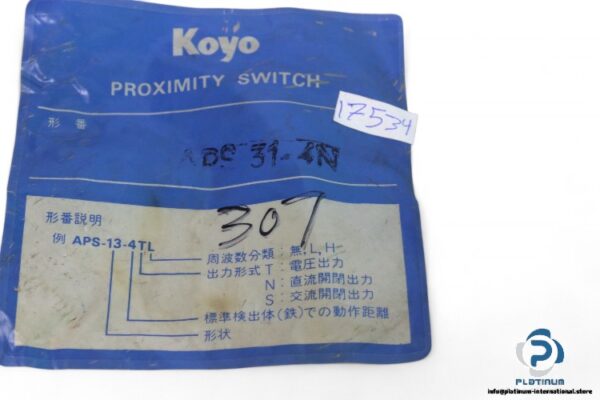 Koyo
PROXIMITY SWITCH
17534
形番
APS 31-4N
307
形番説明
例 APS-13-4TL
周波数分類：無, L, H
出力形式 T：電圧出力
N：直流開閉出力
S：交流開閉出力
標準検出体(鉄)での動作距離
形状
PLATINUM
info@platinum-international.store